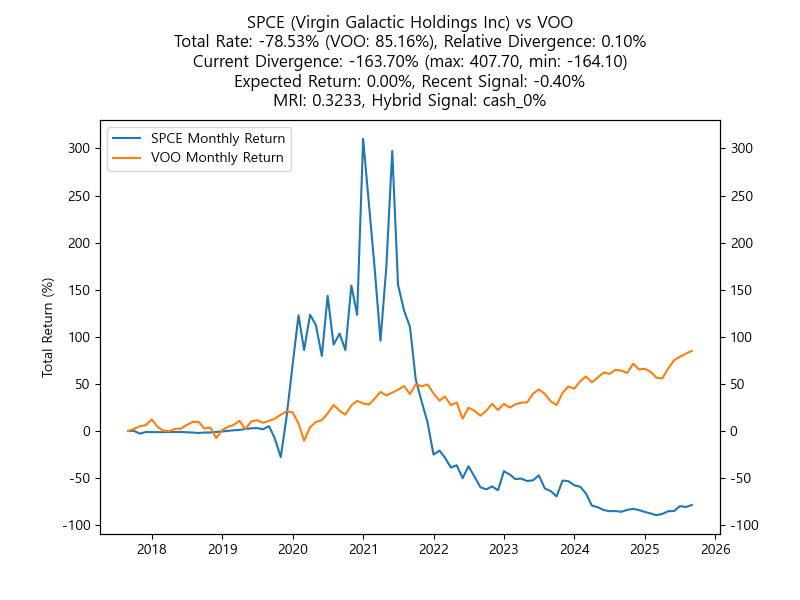 SPCE (Virgin Galactic Holdings Inc) vs VOO
Total Rate: -78.53% (VOO: 85.16%), Relative Divergence: 0.10%
Current Divergence: -163.70% (max: 407.70, min: -164.10)
Expected Return: 0.00%, Recent Signal: -0.40%
MRI: 0.3233, Hybrid Signal: cash_0%
SPCE Monthly Return
VOO Monthly Return
Total Return (%)
300 300
250 250
200 200
150 150
100 100
50 50
0 0
-50 -50
-100 -100
2018 2019 2020 2021 2022 2023 2024 2025 2026